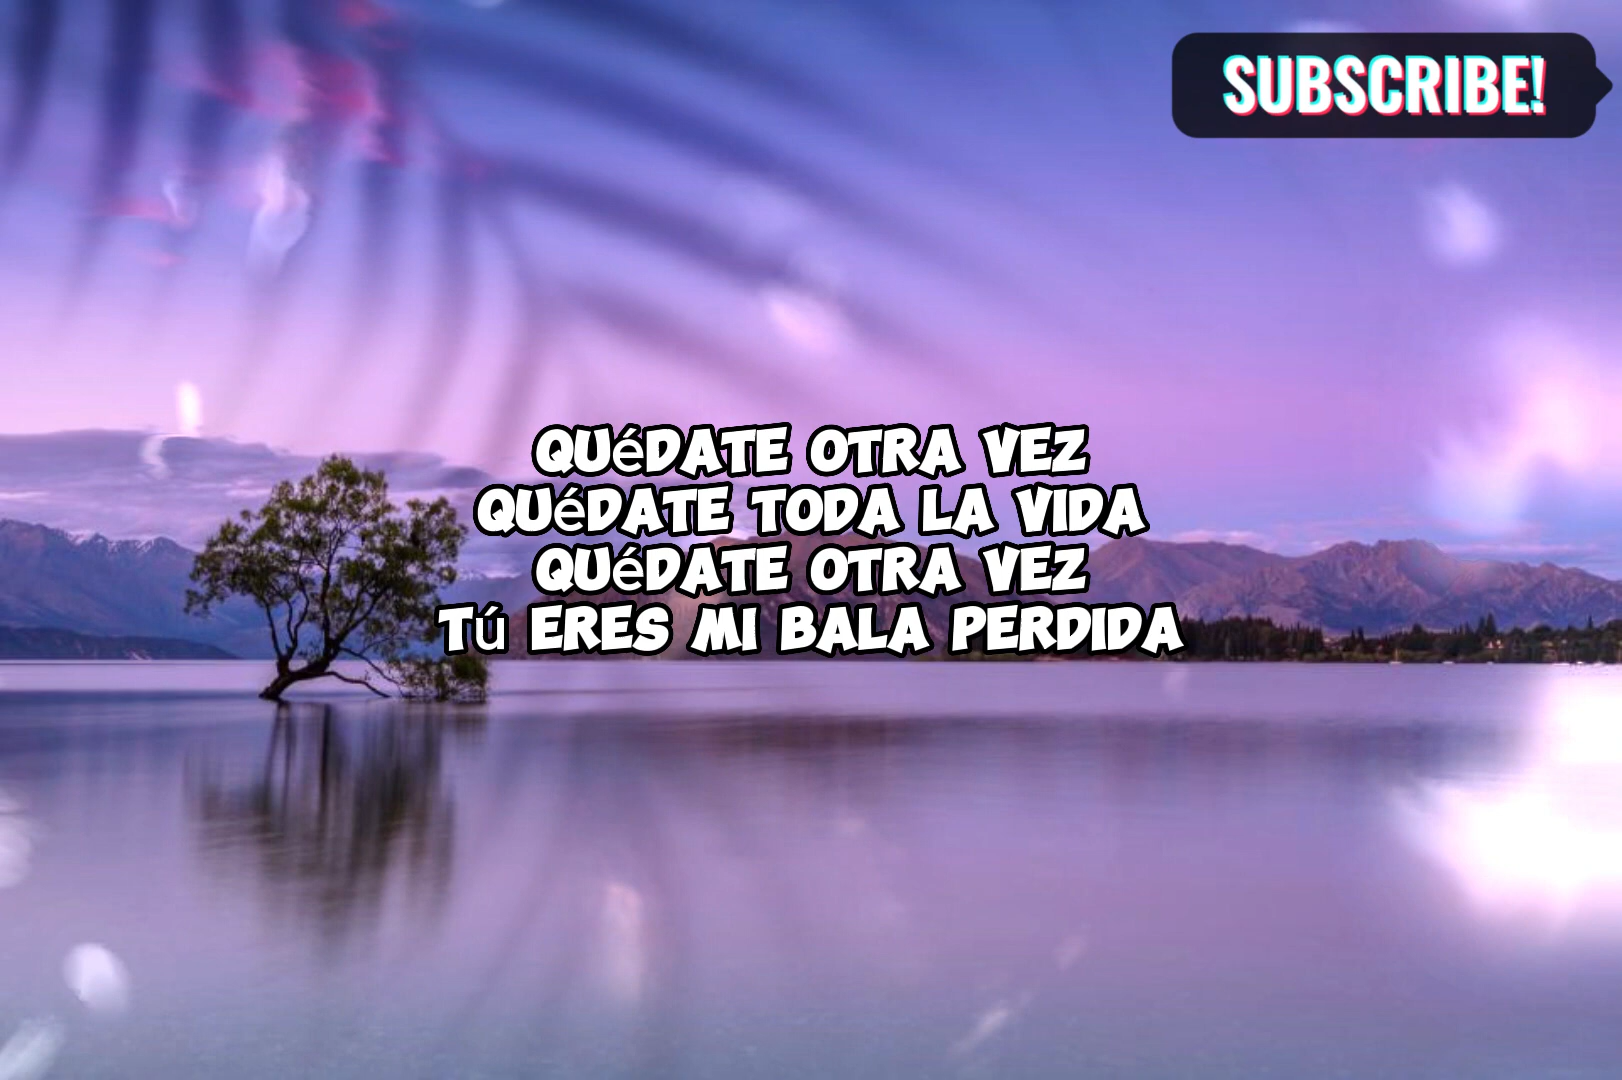 SUBSCRIBE!
QUéDATE OTRA VEZ
QUéDATE TODA LA VIDA
QUéDATE OTRA VEZ
Tú ERES MI BALA PERDIDA